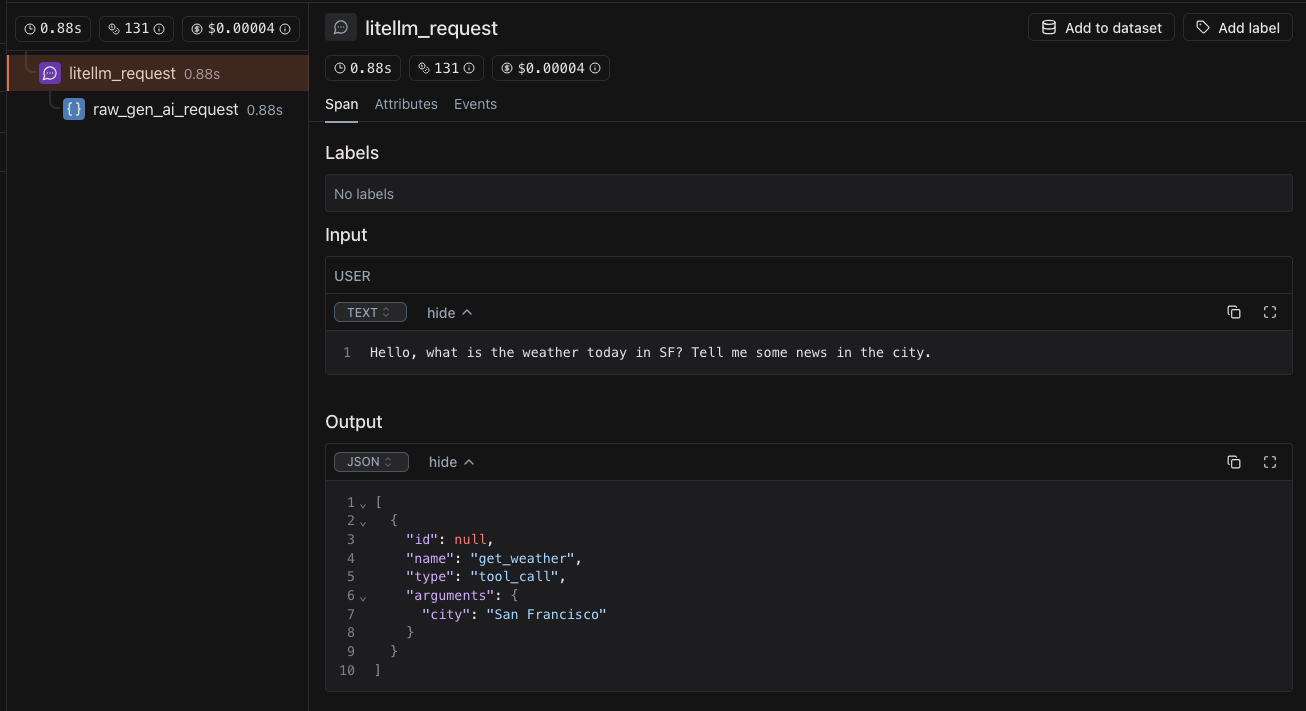 0.88s 131 $0.00004
litellm_request 0.88s
raw_gen_ai_request 0.88s
litellm_request
Add to dataset Add label
0.88s 131 $0.00004
Span Attributes Events
Labels
No labels
Input
USER
TEXT hide
1 Hello, what is the weather today in SF? Tell me some news in the city.
Output
JSON hide
1 [
2 {
3 "id": null,
4 "name": "get_weather",
5 "type": "tool_call",
6 "arguments": {
7 "city": "San Francisco"
8 }
9 }
10 ]